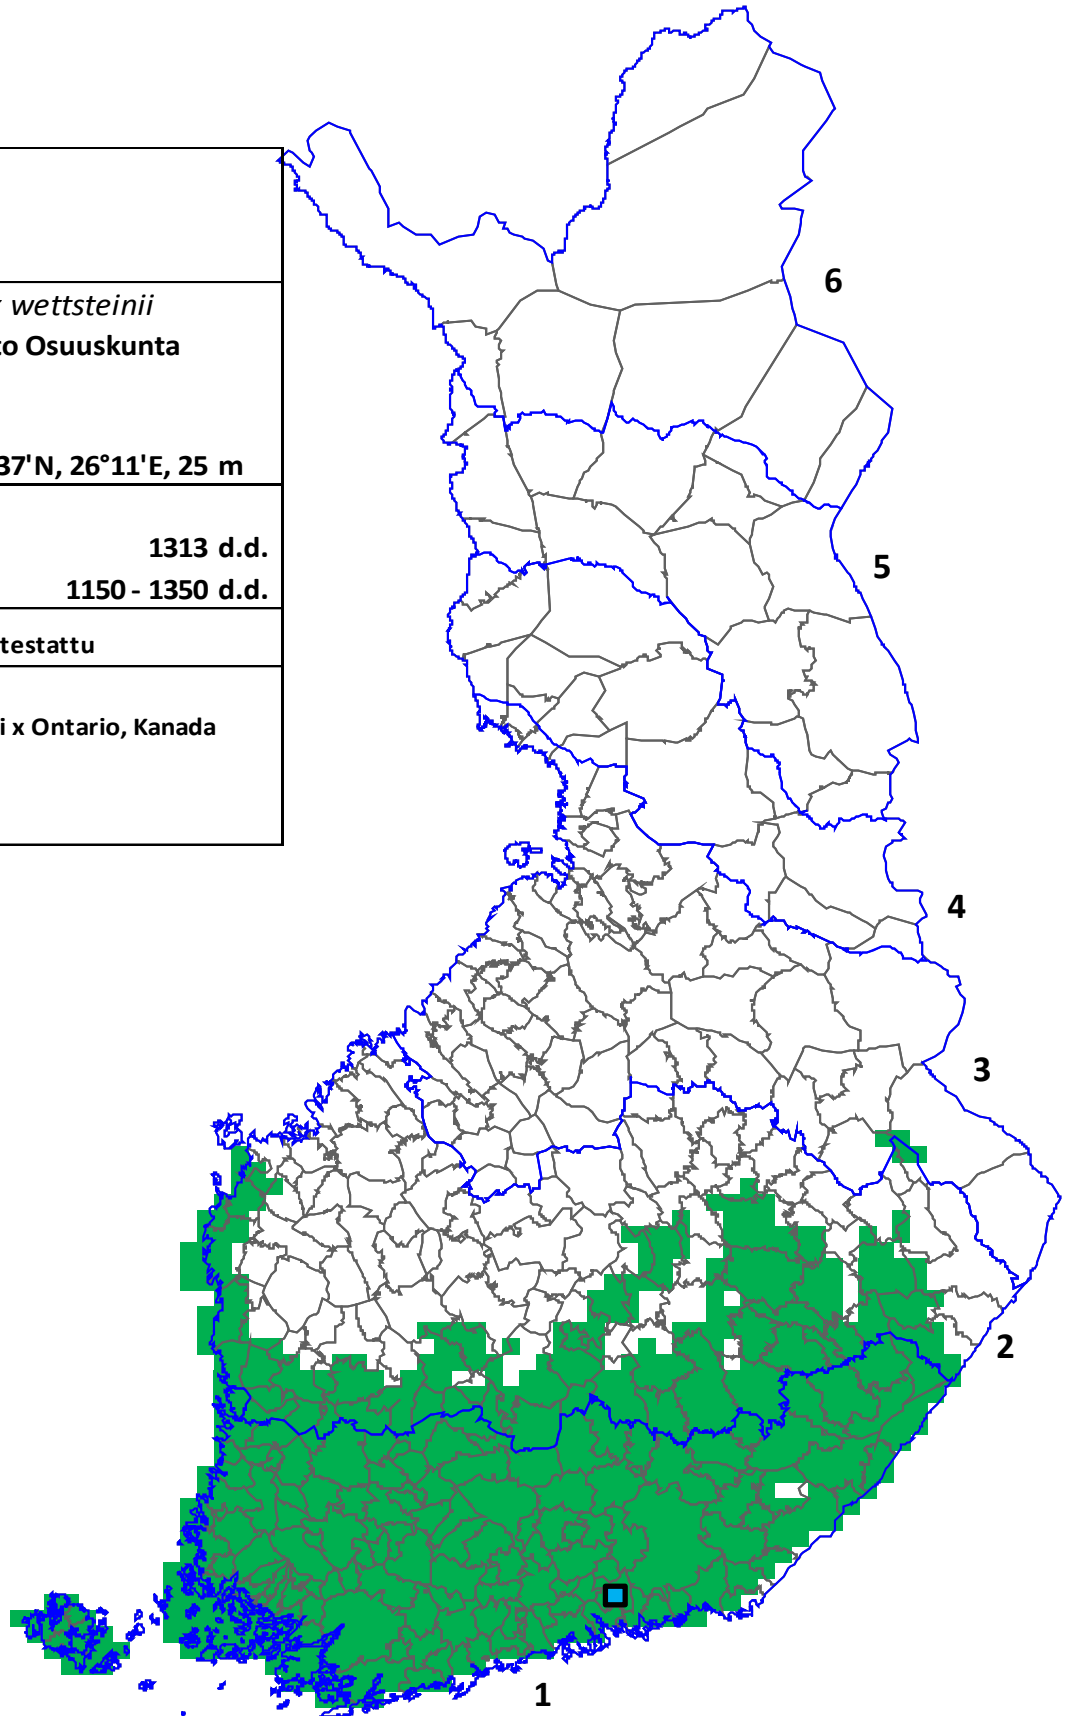 wettsteinii
Osuuskunta
37'N, 26°11'E, 25 m
1313 d.d.
1150 - 1350 d.d.
testattu
x Ontario, Kanada
6
5
4
3
2
1